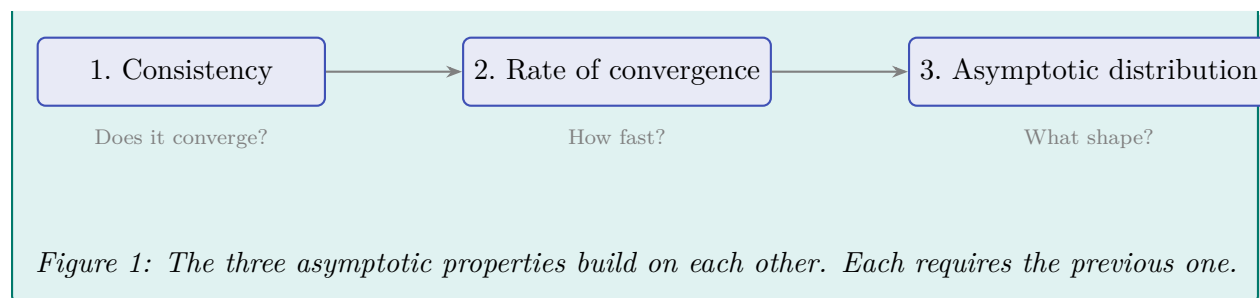 1. Consistency
2. Rate of convergence
3. Asymptotic distribution
Does it converge?
How fast?
What shape?
Figure 1: The three asymptotic properties build on each other. Each requires the previous one.